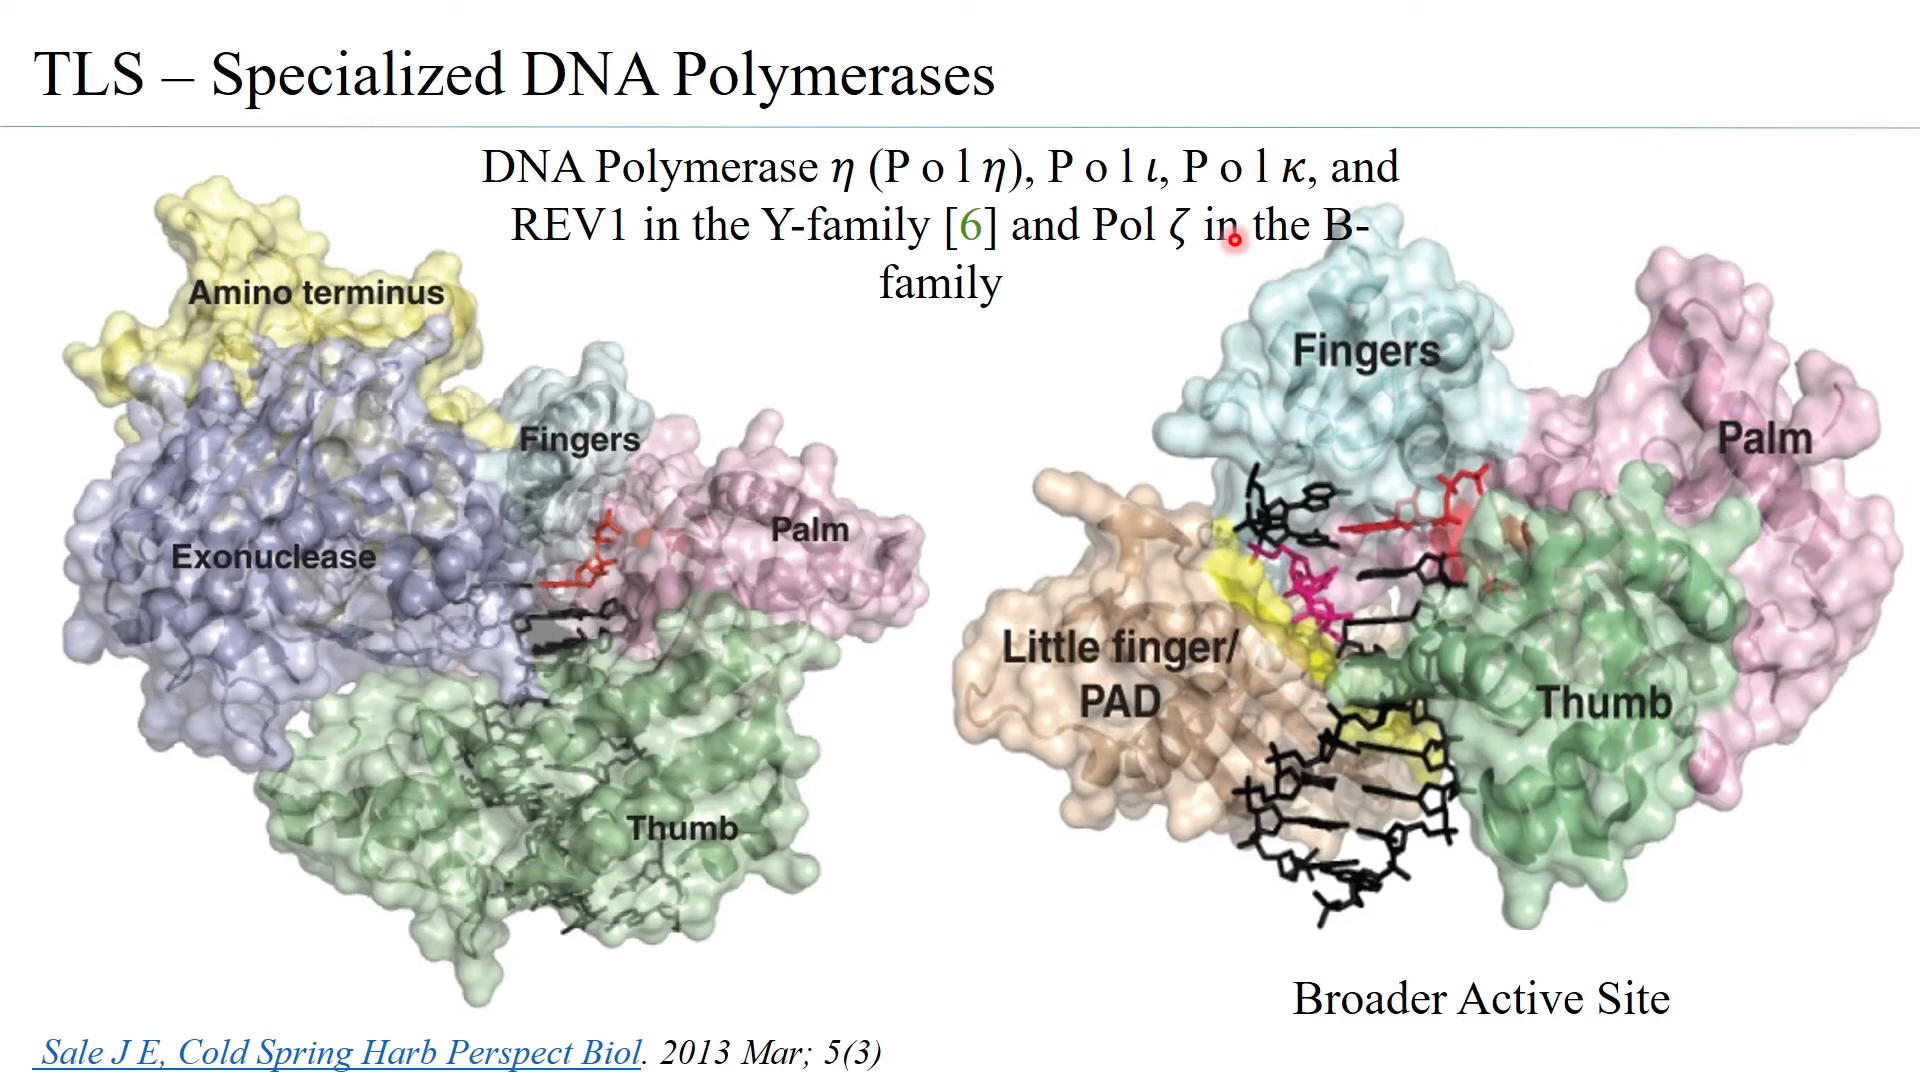 TLS – Specialized DNA Polymerases
DNA Polymerase η (P o l η), P o l ι, P o l κ, and
REV1 in the Y-family [6] and Pol ζ in the B-
family
Amino terminus
Exonuclease
Fingers
Palm
Thumb
Fingers
Palm
Little finger/
PAD
Thumb
Broader Active Site
Sale J E, Cold Spring Harb Perspect Biol. 2013 Mar; 5(3)